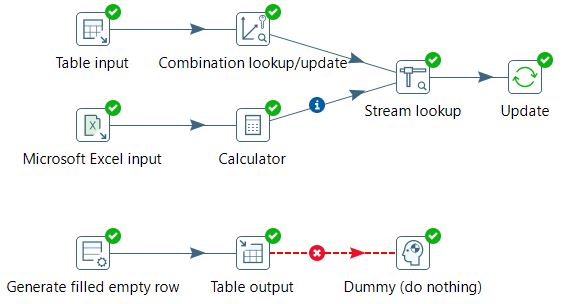 Table input
Combination lookup/update
Stream lookup
Update
Microsoft Excel input
Calculator
Generate filled empty row
Table output
Dummy (do nothing)